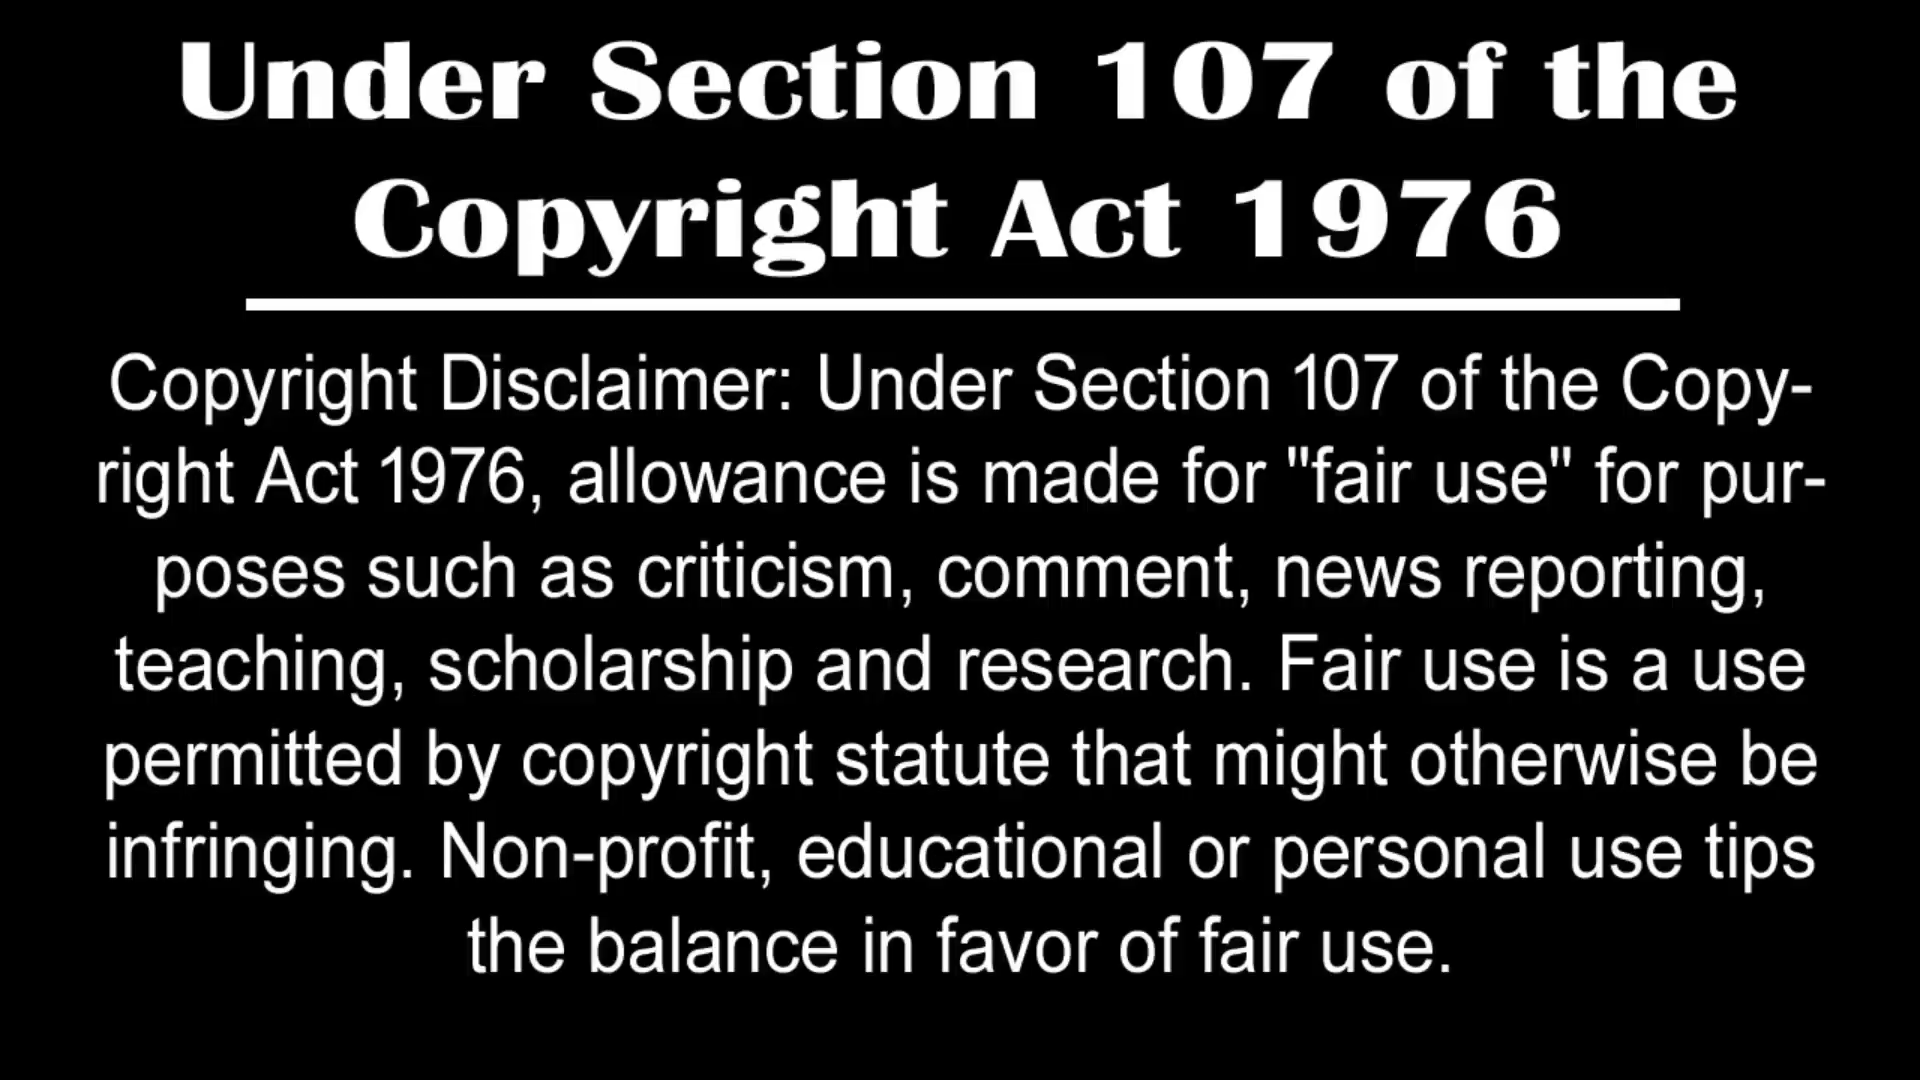 Under Section 107 of the
Copyright Act 1976
Copyright Disclaimer: Under Section 107 of the Copy-
right Act 1976, allowance is made for "fair use" for pur-
poses such as criticism, comment, news reporting,
teaching, scholarship and research. Fair use is a use
permitted by copyright statute that might otherwise be
infringing. Non-profit, educational or personal use tips
the balance in favor of fair use.